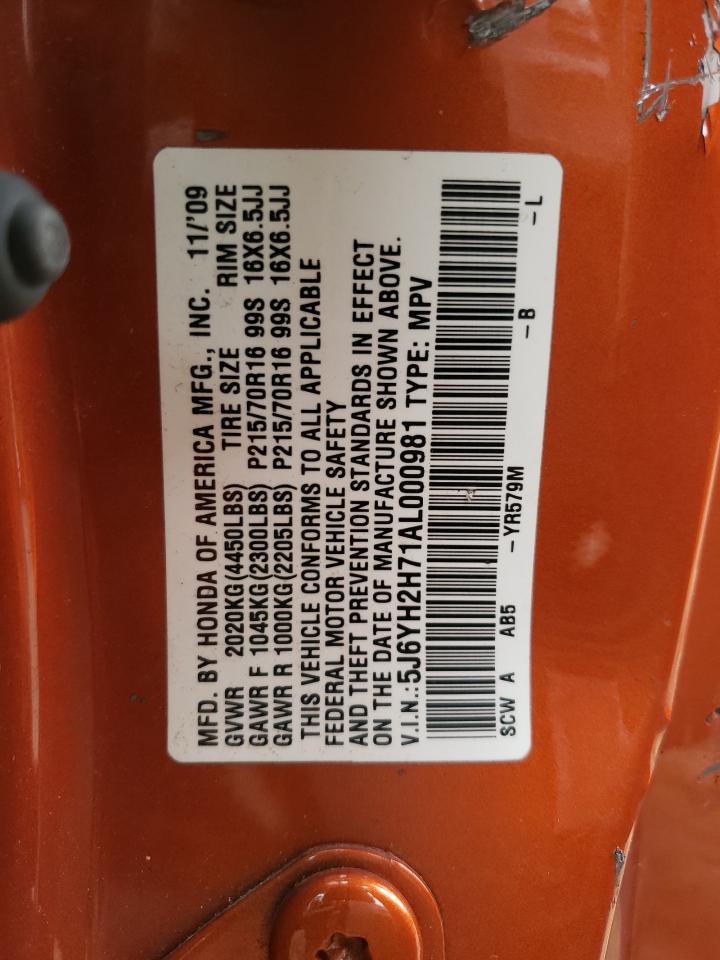 MFD. BY HONDA OF AMERICA MFG., INC. 11/'09
GVWR 2020KG(4450LBS) TIRE SIZE RIM SIZE
GAWR F 1045KG(2300LBS) P215/70R16 99S 16X6.5JJ
GAWR R 1000KG(2205LBS) P215/70R16 99S 16X6.5JJ
THIS VEHICLE CONFORMS TO ALL APPLICABLE
FEDERAL MOTOR VEHICLE SAFETY
AND THEFT PREVENTION STANDARDS IN EFFECT
ON THE DATE OF MANUFACTURE SHOWN ABOVE.
V.I.N.:5J6YH2H71AL000981 TYPE: MPV
SCW A AB5 -YR579M -B -L